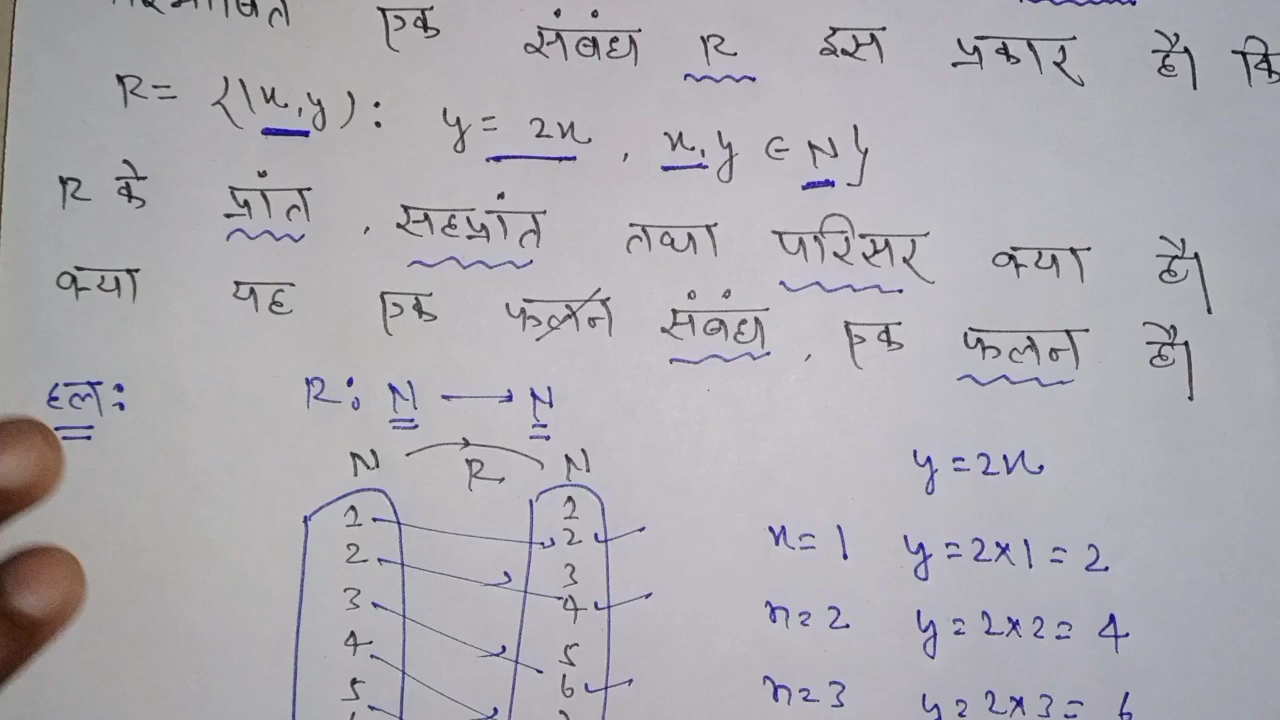 एक संबंध R इस प्रकार है। कि
R = {(x, y) : y = 2x , x, y ∈ N}
R के प्रांत , सहप्रांत तथा परिसर क्या है।
क्या यह एक फलन संबंध , एक फलन है।
हल: R : N → N
N R N
y = 2x
1 1
2 2
3 3
4 4
5 5
6
x = 1 y = 2×1 = 2
x = 2 y = 2×2 = 4
x = 3 y = 2×3 = 6